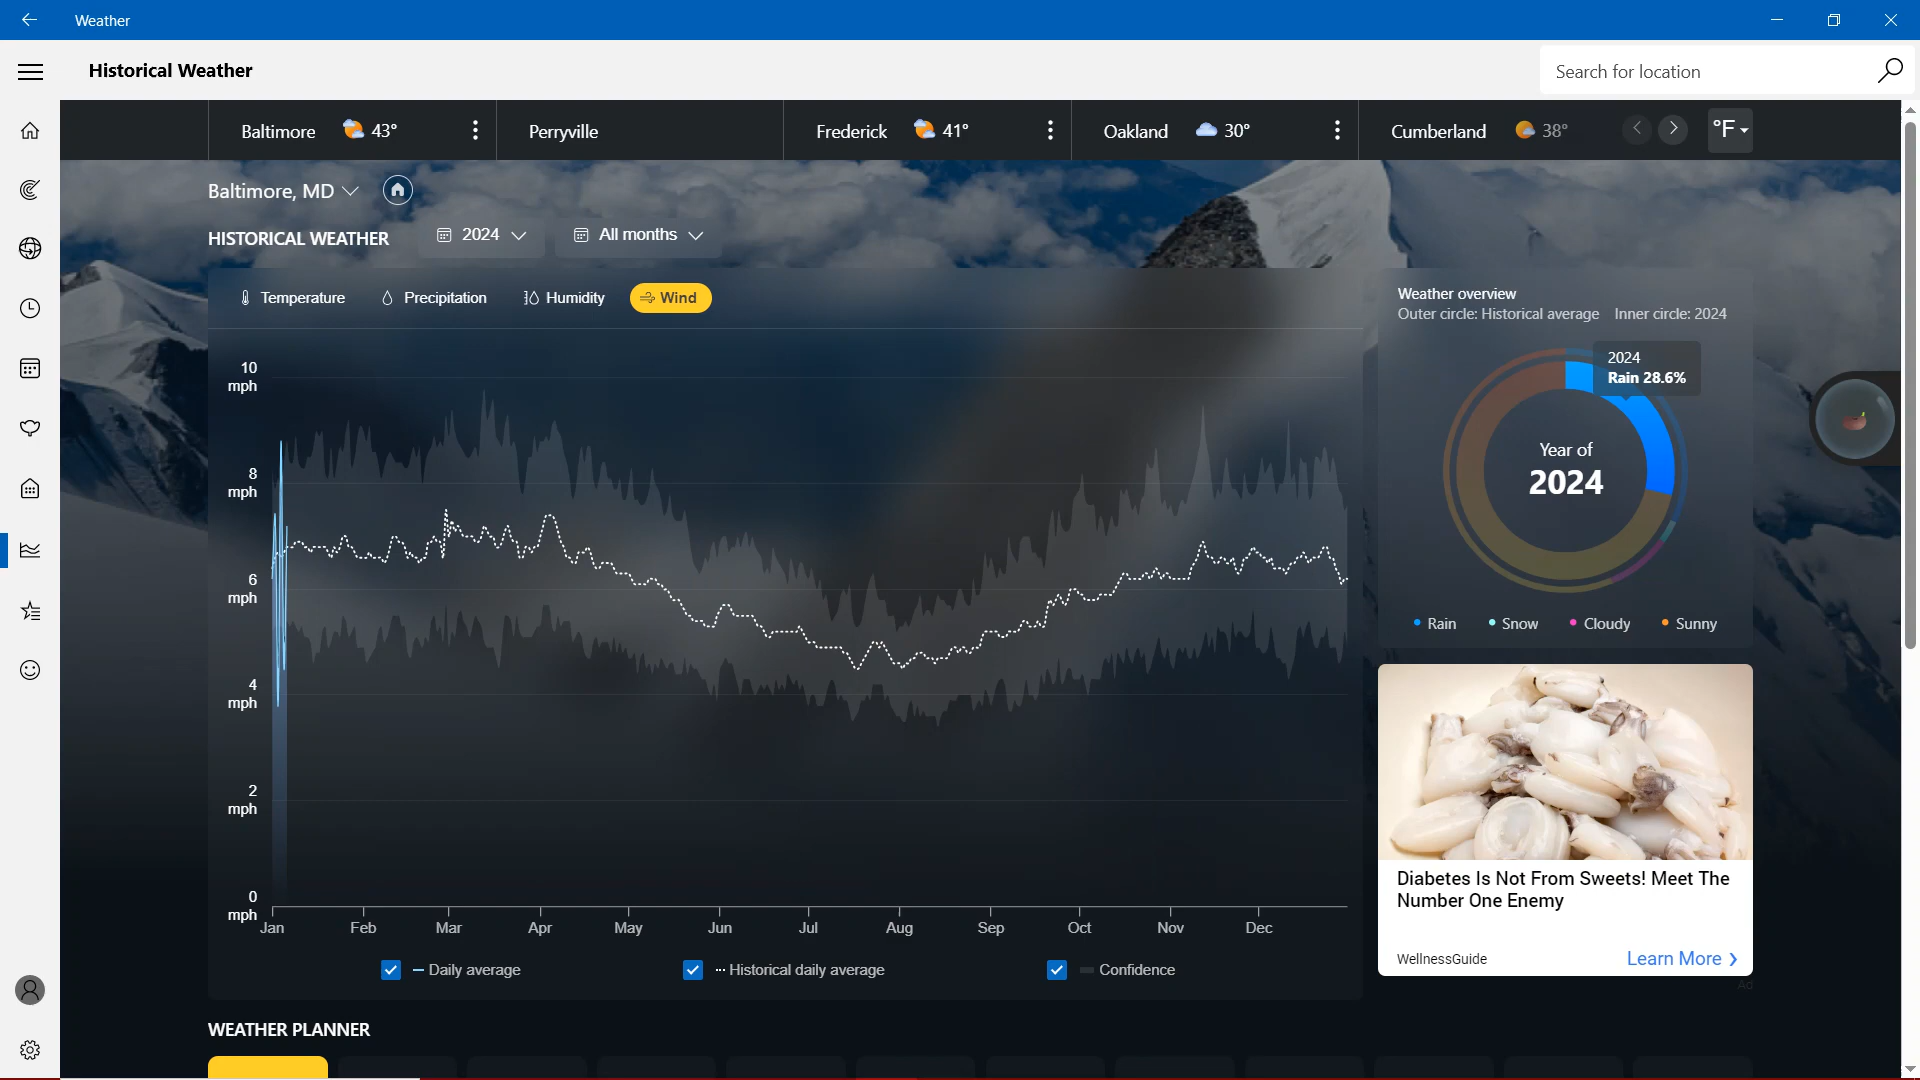 Weather
Historical Weather
Search for location
Baltimore 43°
Perryville
Frederick 41°
Oakland 30°
Cumberland 38°
°F
Baltimore, MD
HISTORICAL WEATHER
2024
All months
Temperature
Precipitation
Humidity
Wind
10
mph
8
mph
6
mph
4
mph
2
mph
0
mph
Jan Feb Mar Apr May Jun Jul Aug Sep Oct Nov Dec
Daily average
Historical daily average
Confidence
Weather overview
Outer circle: Historical average Inner circle: 2024
2024
Rain 28.6%
Year of
2024
Rain Snow Cloudy Sunny
Diabetes Is Not From Sweets! Meet The
Number One Enemy
WellnessGuide
Learn More
Ad
WEATHER PLANNER